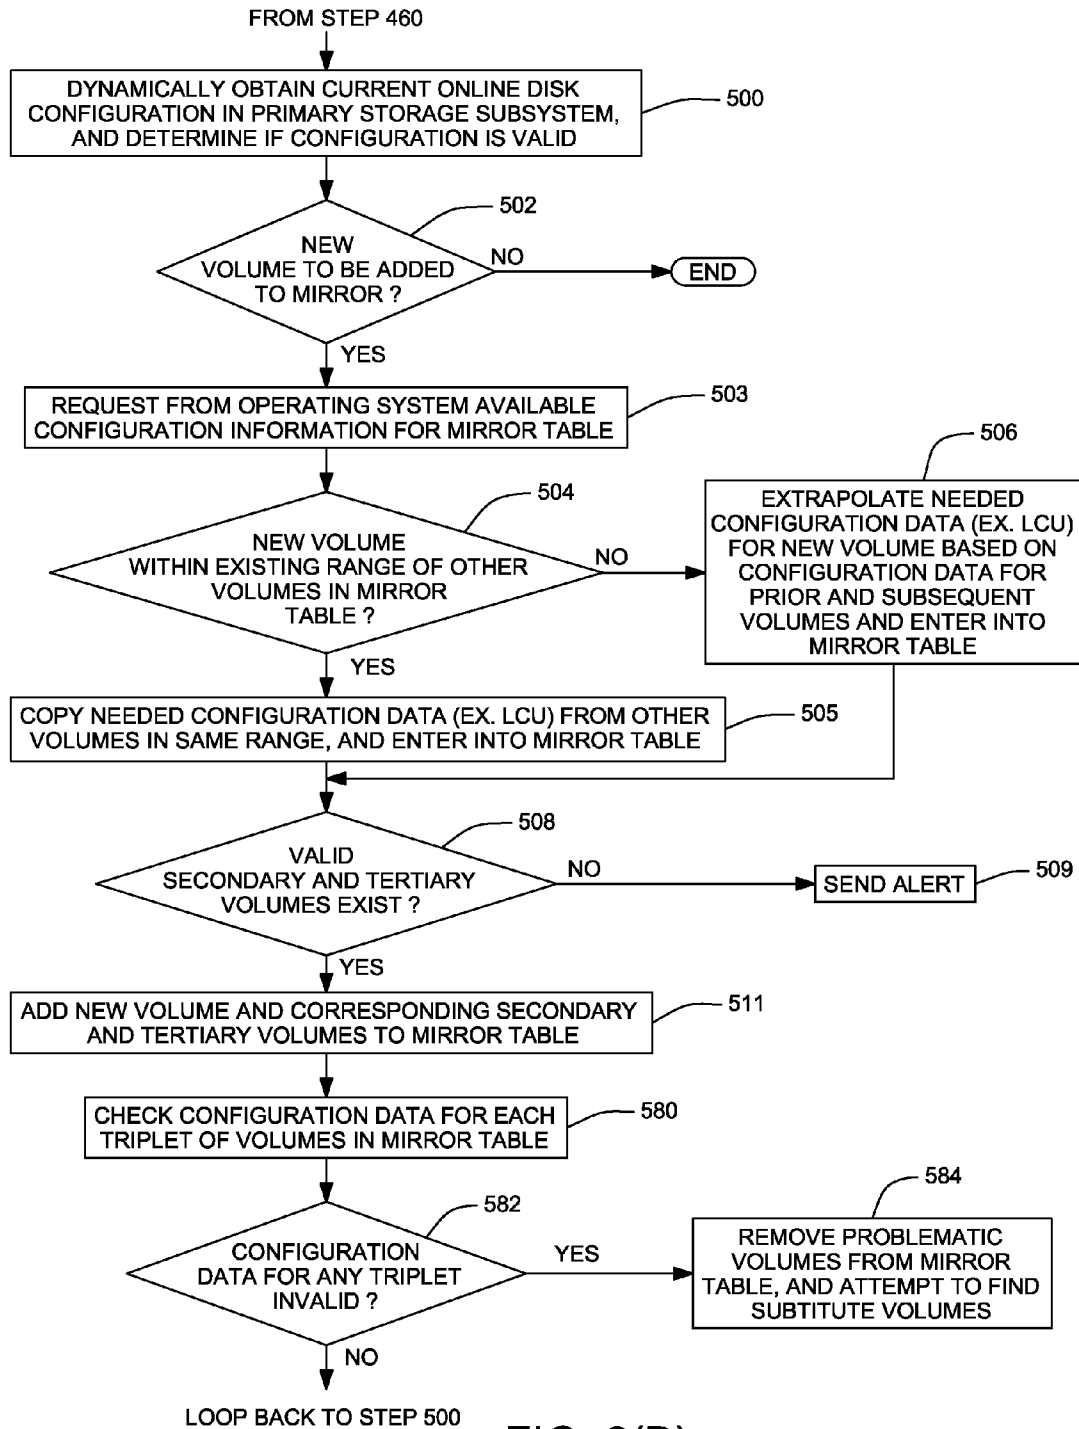 FROM STEP 460
DYNAMICALLY OBTAIN CURRENT ONLINE DISK
CONFIGURATION IN PRIMARY STORAGE SUBSYSTEM,
AND DETERMINE IF CONFIGURATION IS VALID
500
502
NEW
VOLUME TO BE ADDED
TO MIRROR ?
NO
END
YES
REQUEST FROM OPERATING SYSTEM AVAILABLE
CONFIGURATION INFORMATION FOR MIRROR TABLE
503
504
NEW VOLUME
WITHIN EXISTING RANGE OF OTHER
VOLUMES IN MIRROR
TABLE ?
NO
506
EXTRAPOLATE NEEDED
CONFIGURATION DATA (EX. LCU)
FOR NEW VOLUME BASED ON
CONFIGURATION DATA FOR
PRIOR AND SUBSEQUENT
VOLUMES AND ENTER INTO
MIRROR TABLE
YES
COPY NEEDED CONFIGURATION DATA (EX. LCU) FROM OTHER
VOLUMES IN SAME RANGE, AND ENTER INTO MIRROR TABLE
505
508
VALID
SECONDARY AND TERTIARY
VOLUMES EXIST ?
NO
SEND ALERT
509
YES
ADD NEW VOLUME AND CORRESPONDING SECONDARY
AND TERTIARY VOLUMES TO MIRROR TABLE
511
CHECK CONFIGURATION DATA FOR EACH
TRIPLET OF VOLUMES IN MIRROR TABLE
580
582
CONFIGURATION
DATA FOR ANY TRIPLET
INVALID ?
YES
584
REMOVE PROBLEMATIC
VOLUMES FROM MIRROR
TABLE, AND ATTEMPT TO FIND
SUBTITUTE VOLUMES
NO
LOOP BACK TO STEP 500